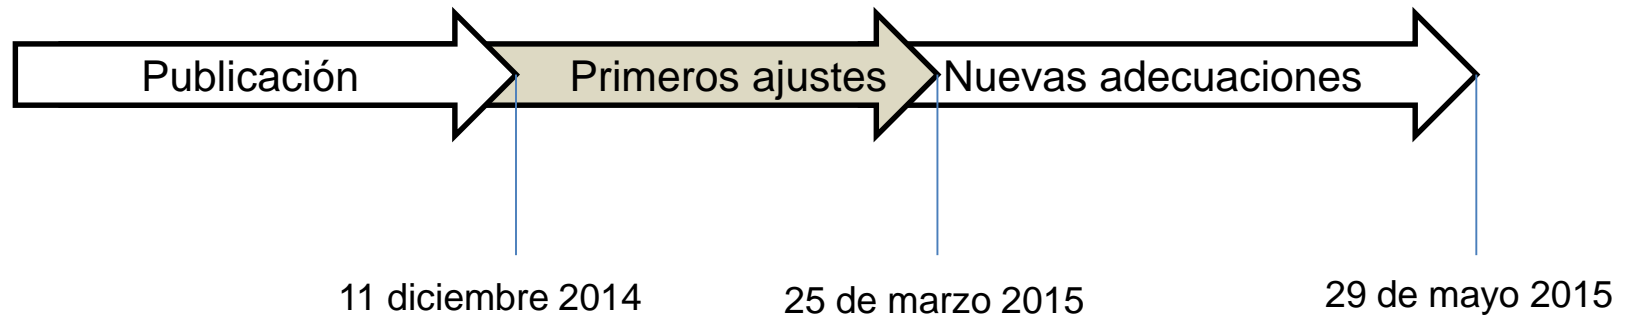 Publicación
Primeros ajustes
Nuevas adecuaciones
11 diciembre 2014
25 de marzo 2015
29 de mayo 2015